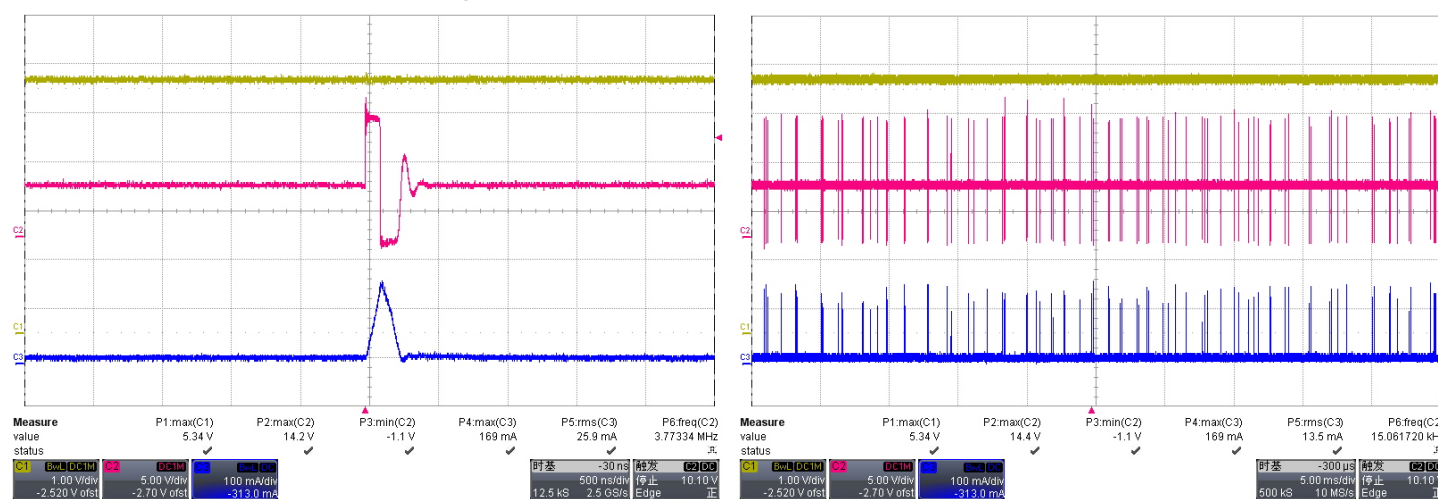 C2
C1
C3
Measure P1:max(C1) P2:max(C2) P3:min(C2) P4:max(C3) P5:rms(C3) P6:freq(C2)
value 5.34 V 14.2 V -1.1 V 169 mA 25.9 mA 3.77334 MHz
status
C1 BwL DC1M
1.00 V/div
-2.520 V ofst
C2 DC1M
5.00 V/div
-2.70 V ofst
100 mA/div
-313.0 mA
时基 -30 ns
500 ns/div
12.5 kS 2.5 GS/s
触发 C2 DC
停止 10.10 V
Edge 正
C2
C1
C3
Measure P1:max(C1) P2:max(C2) P3:min(C2) P4:max(C3) P5:rms(C3) P6:freq(C2
value 5.34 V 14.4 V -1.1 V 169 mA 13.5 mA 15.061720 kH
status
C1 BwL DC1M
1.00 V/div
-2.520 V ofst
C2 DC1M
5.00 V/div
-2.70 V ofst
100 mA/div
-313.0 mA
时基 -300 µs
5.00 ms/div
500 kS 10 MS/s
触发 C2 DC
停止 10.10 V
Edge 正